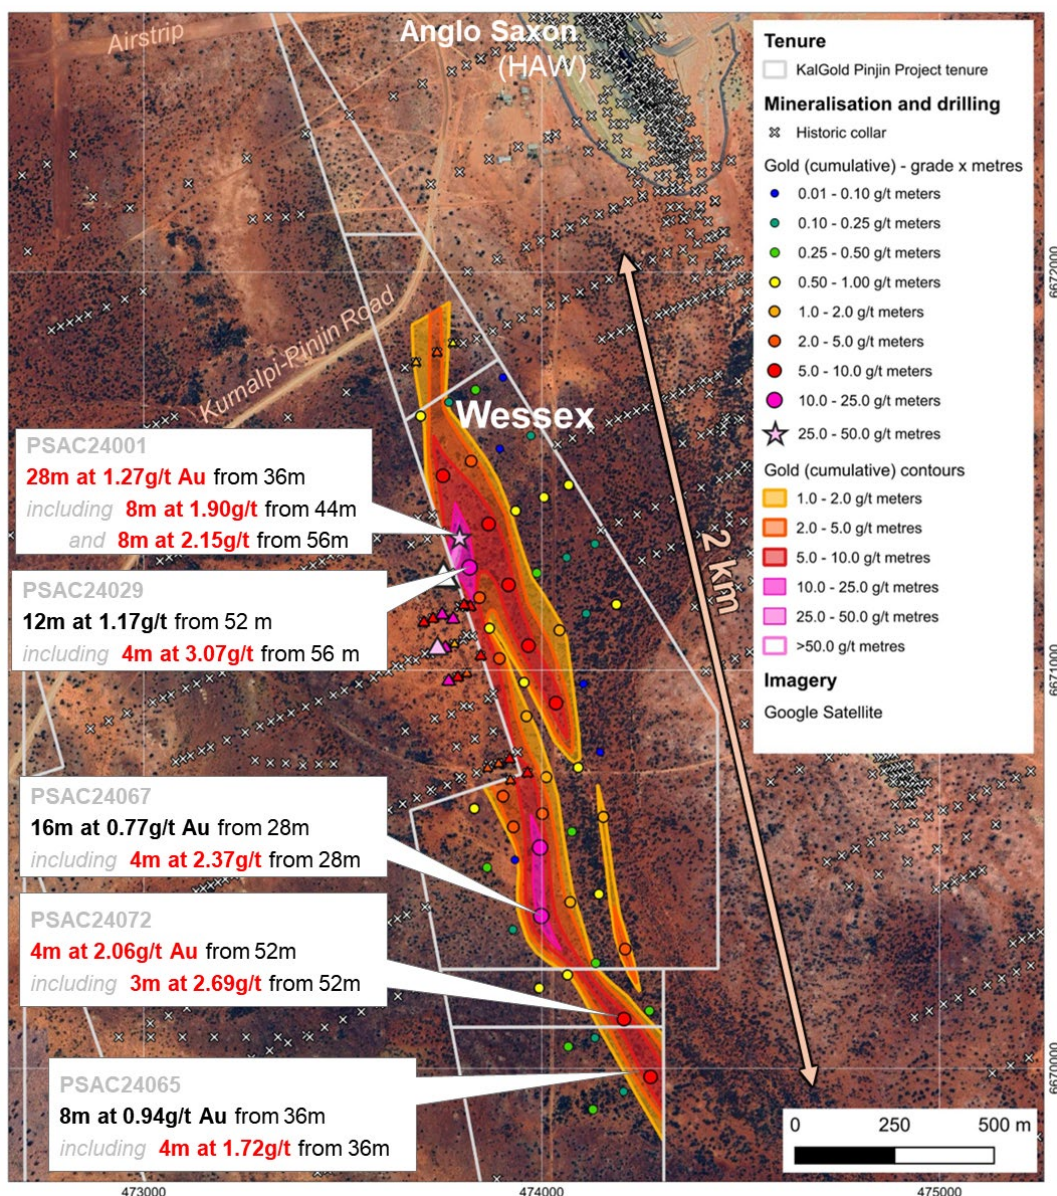 Airstrip
Anglo Saxon
(HAW)
Kurnalpi-Pinjin Road
Wessex
2 km
PSAC24001
28m at 1.27g/t Au from 36m
including 8m at 1.90g/t from 44m
and 8m at 2.15g/t from 56m
PSAC24029
12m at 1.17g/t from 52 m
including 4m at 3.07g/t from 56 m
PSAC24067
16m at 0.77g/t Au from 28m
including 4m at 2.37g/t from 28m
PSAC24072
4m at 2.06g/t Au from 52m
including 3m at 2.69g/t from 52m
PSAC24065
8m at 0.94g/t Au from 36m
including 4m at 1.72g/t from 36m
Tenure
KalGold Pinjin Project tenure
Mineralisation and drilling
Historic collar
Gold (cumulative) - grade x metres
0.01 - 0.10 g/t meters
0.10 - 0.25 g/t meters
0.25 - 0.50 g/t meters
0.50 - 1.00 g/t meters
1.0 - 2.0 g/t meters
2.0 - 5.0 g/t meters
5.0 - 10.0 g/t meters
10.0 - 25.0 g/t meters
25.0 - 50.0 g/t metres
Gold (cumulative) contours
1.0 - 2.0 g/t meters
2.0 - 5.0 g/t metres
5.0 - 10.0 g/t metres
10.0 - 25.0 g/t metres
25.0 - 50.0 g/t metres
>50.0 g/t metres
Imagery
Google Satellite
6672000
6671000
6670000
0 250 500 m
473000 474000 475000